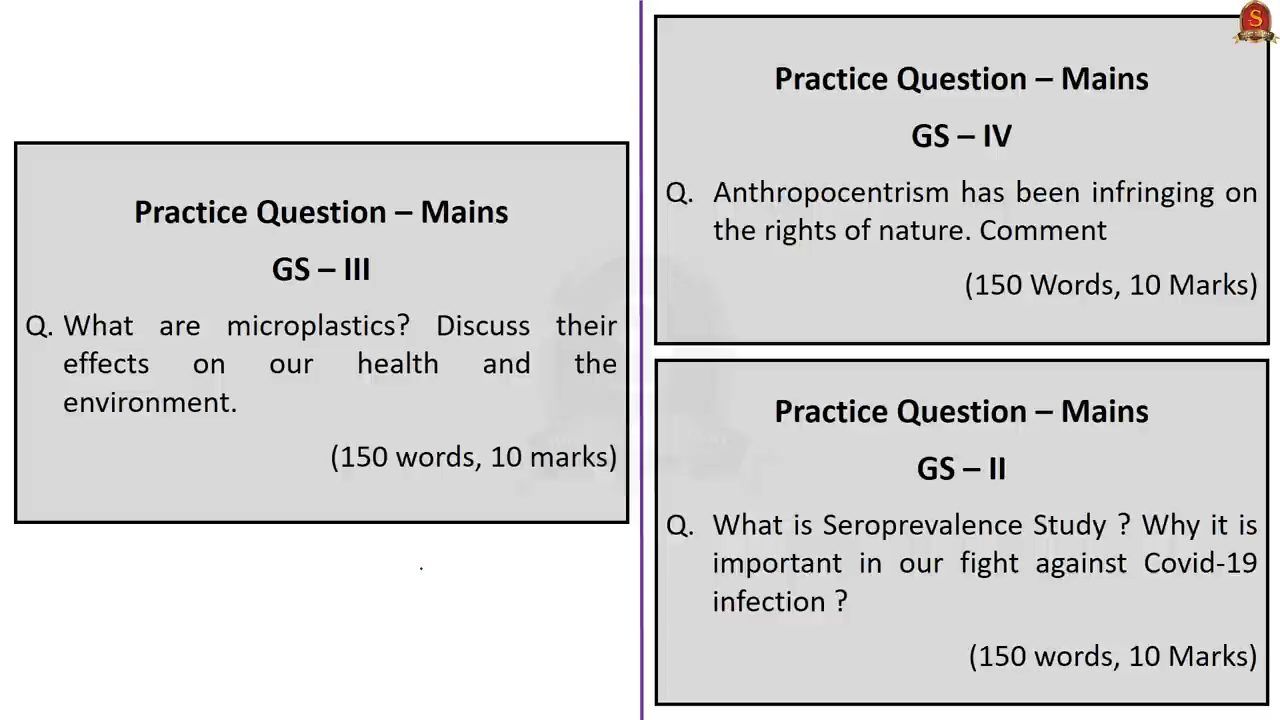 Practice Question – Mains
GS – III
Q. What are microplastics? Discuss their
effects on our health and the
environment.
(150 words, 10 marks)
S
Practice Question – Mains
GS – IV
Q. Anthropocentrism has been infringing on
the rights of nature. Comment
(150 Words, 10 Marks)
Practice Question – Mains
GS – II
Q. What is Seroprevalence Study ? Why it is
important in our fight against Covid-19
infection ?
(150 words, 10 Marks)